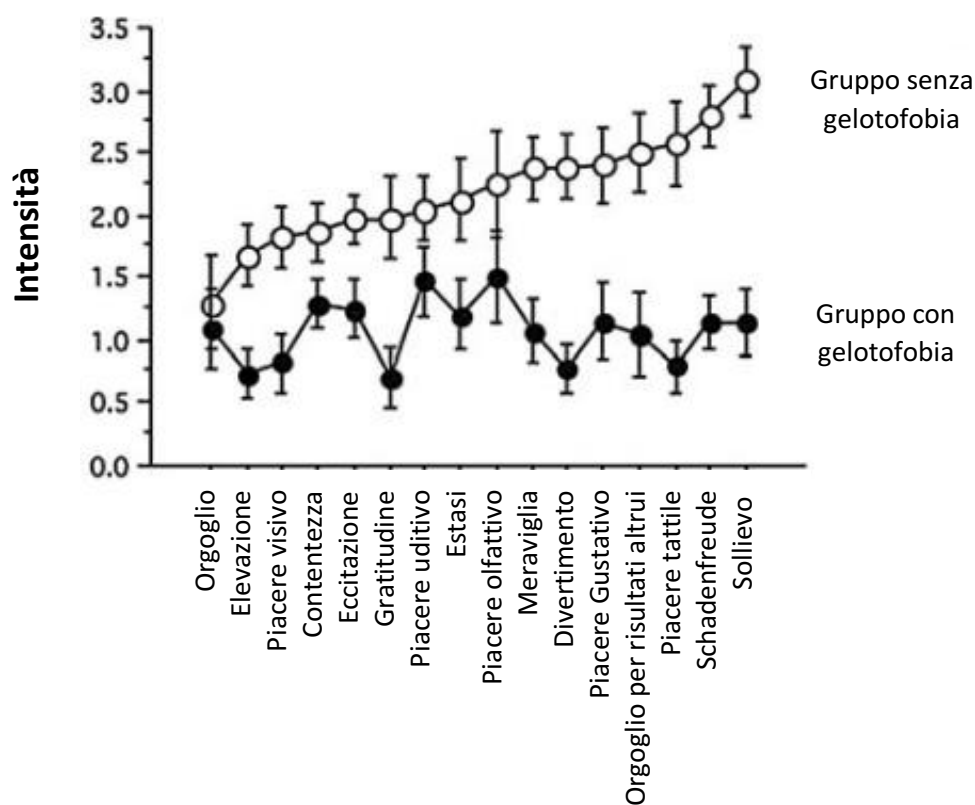 3.5
3.0
2.5
2.0
1.5
1.0
0.5
0.0
Intensità
Gruppo senza
gelotofobia
Gruppo con
gelotofobia
Orgoglio
Elevazione
Piacere visivo
Contentezza
Eccitazione
Gratitudine
Piacere uditivo
Estasi
Piacere olfattivo
Meraviglia
Divertimento
Piacere Gustativo
Orgoglio per risultati altrui
Piacere tattile
Schadenfreude
Sollievo